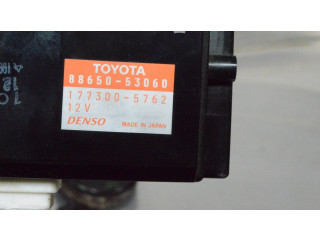 TOYOTA
88650-53060
177300-5762
12V
DENSO MADE IN JAPAN